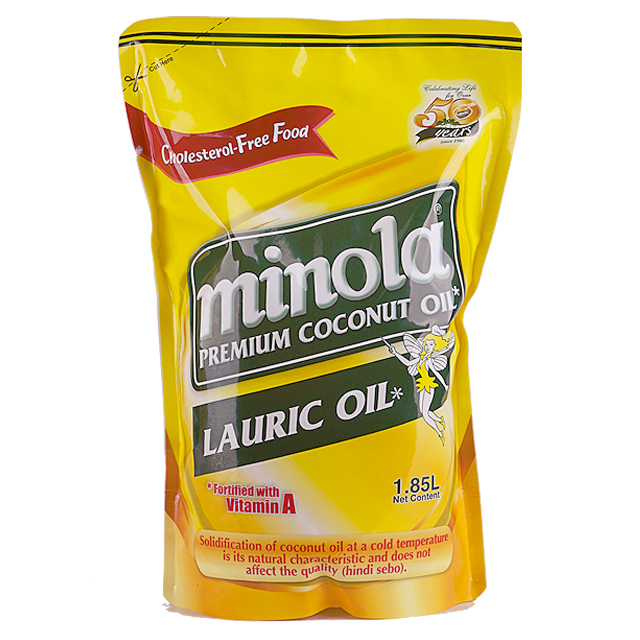 Cut Here
Celebrating Life
for Over
50
years
Cholesterol-Free Food
minola®
PREMIUM COCONUT OIL*
LAURIC OIL*
*Fortified with
Vitamin A
1.85L
Net Content
Solidification of coconut oil at a cold temperature
is its natural characteristic and does not
affect the quality (hindi sebo).